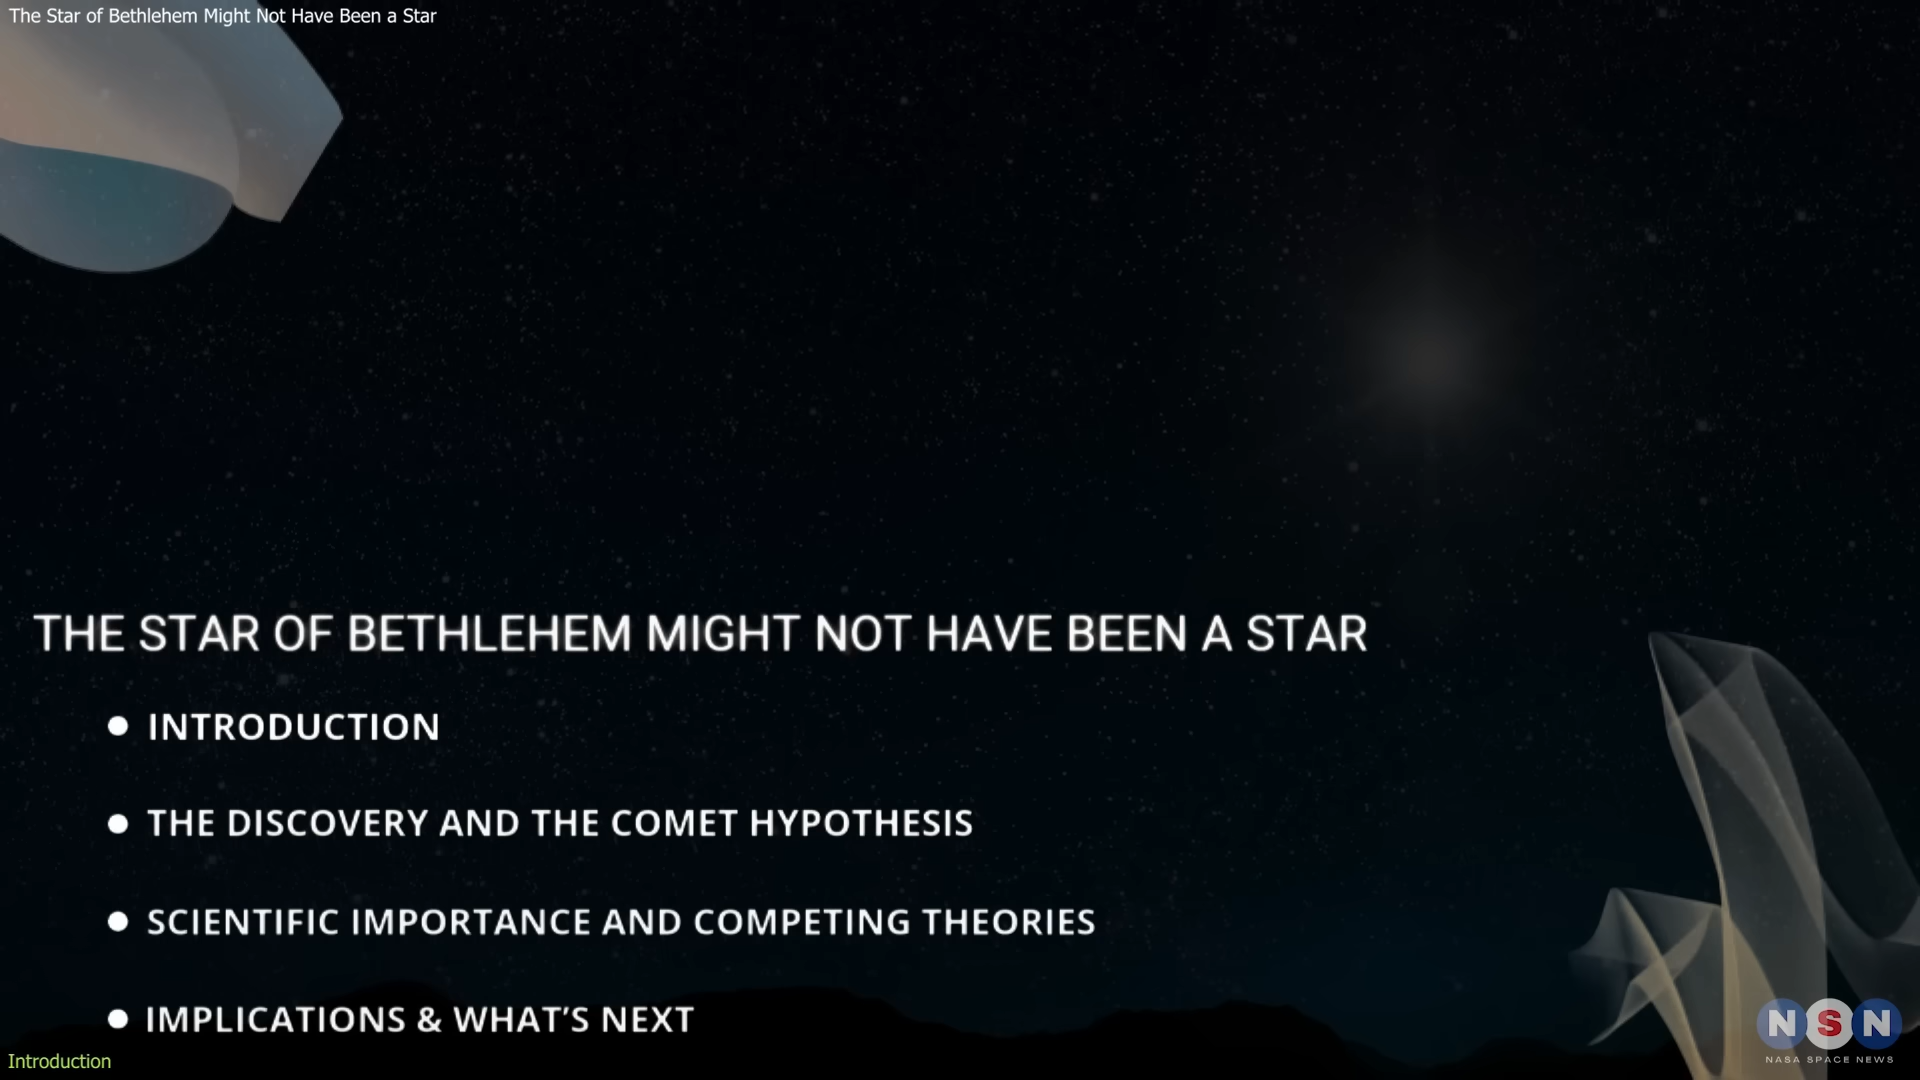 The Star of Bethlehem Might Not Have Been a Star
THE STAR OF BETHLEHEM MIGHT NOT HAVE BEEN A STAR
INTRODUCTION
THE DISCOVERY AND THE COMET HYPOTHESIS
SCIENTIFIC IMPORTANCE AND COMPETING THEORIES
IMPLICATIONS & WHAT’S NEXT
Introduction
NSN
NASA SPACE NEWS